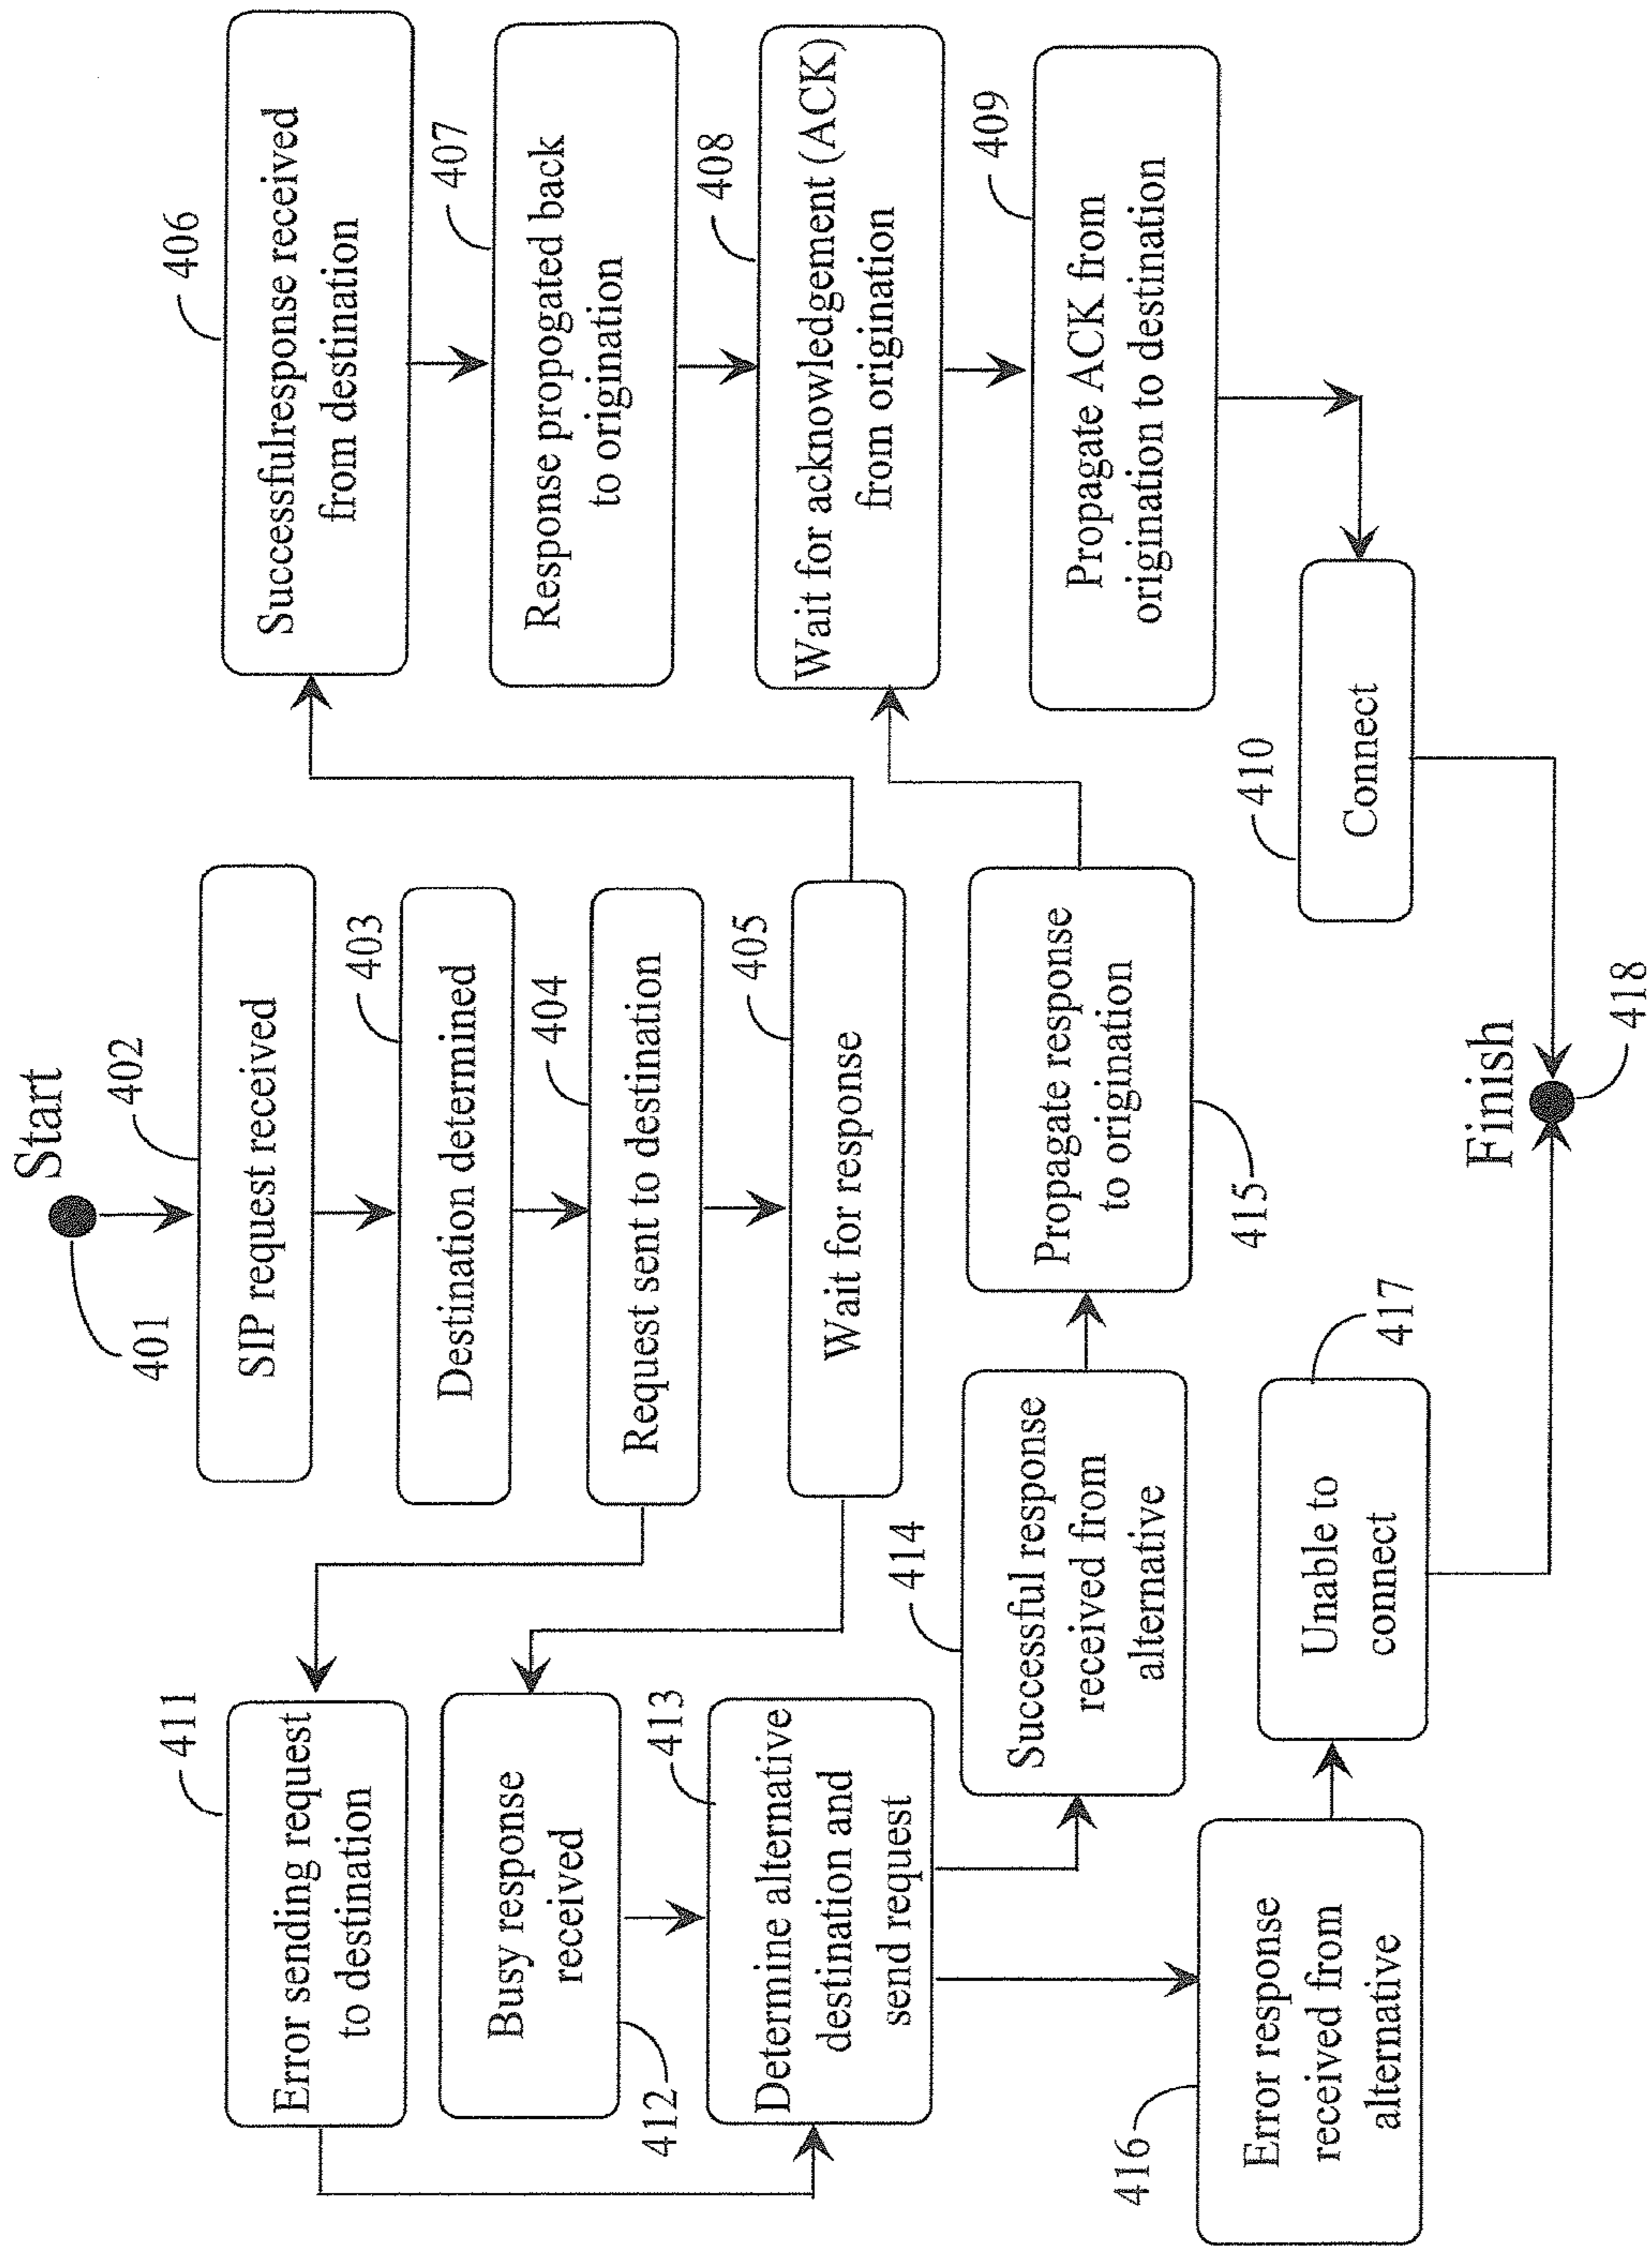 Start
401
402
SIP request received
403
Destination determined
404
Request sent to destination
405
Wait for response
406
Successfulresponse received
from destination
407
Response propogated back
to origination
408
Wait for acknowledgement (ACK)
from origination
409
Propagate ACK from
origination to destination
410
Connect
411
Error sending request
to destination
412
Busy response
received
413
Determine alternative
destination and
send request
414
Successful response
received from
alternative
415
Propagate response
to origination
416
Error response
received from
alternative
417
Unable to
connect
Finish
418